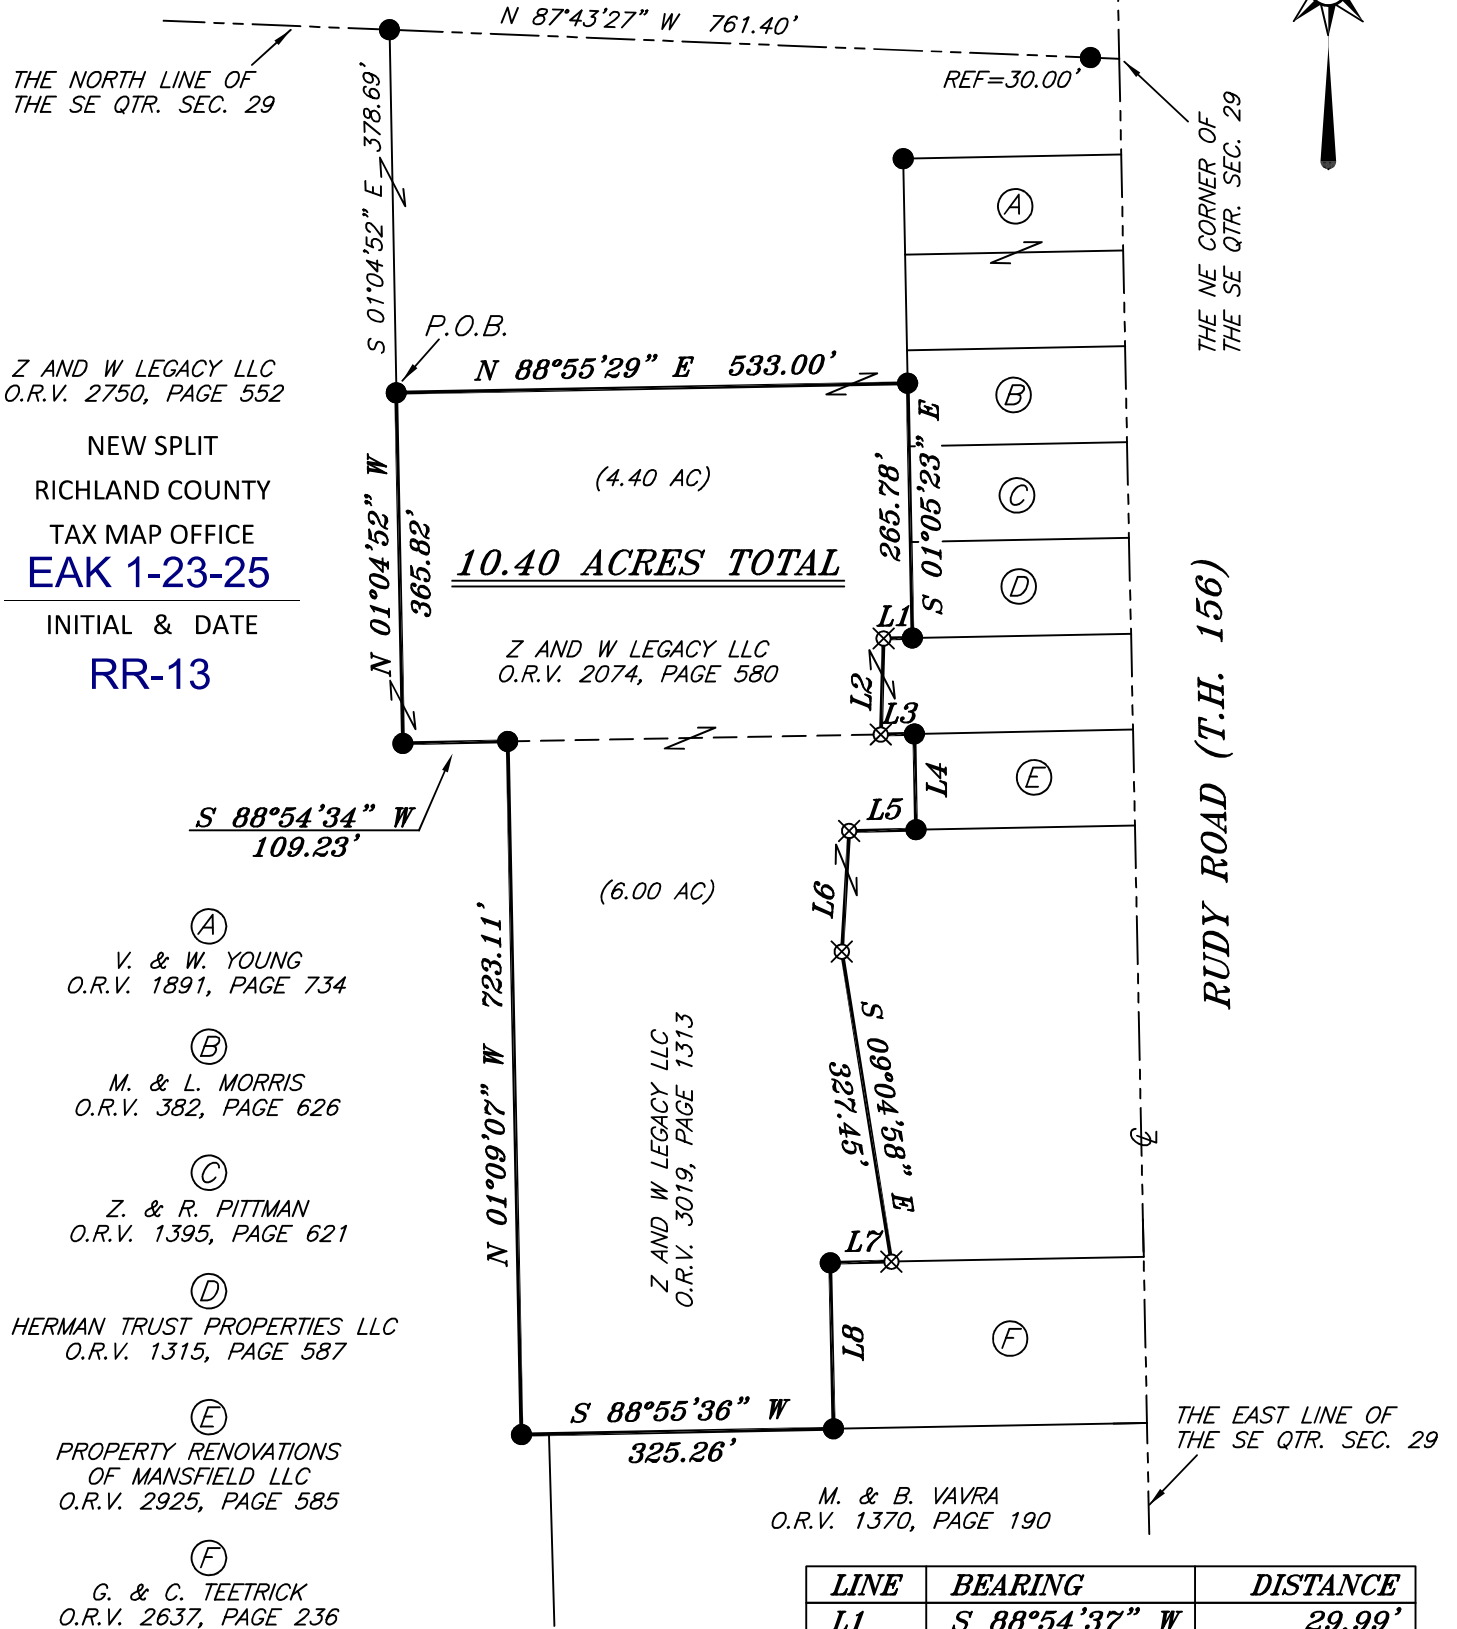 N 87°43'27" W 761.40'
THE NORTH LINE OF
THE SE QTR. SEC. 29
REF=30.00'
THE NE CORNER OF
THE SE QTR. SEC. 29
S 01°04'52" E 378.69'
P.O.B.
N 88°55'29" E 533.00'
Z AND W LEGACY LLC
O.R.V. 2750, PAGE 552
NEW SPLIT
RICHLAND COUNTY
TAX MAP OFFICE
EAK 1-23-25
INITIAL & DATE
RR-13
A
B
C
D
E
F
N 01°04'52" W
365.82'
(4.40 AC)
10.40 ACRES TOTAL
Z AND W LEGACY LLC
O.R.V. 2074, PAGE 580
265.78'
S 01°05'23" E
L1
L2
L3
L4
L5
L6
RUDY ROAD (T.H. 156)
S 88°54'34" W
109.23'
(6.00 AC)
N 01°09'07" W 723.11'
Z AND W LEGACY LLC
O.R.V. 3019, PAGE 1313
S 09°04'58" E
327.45'
L7
L8
S 88°55'36" W
325.26'
THE EAST LINE OF
THE SE QTR. SEC. 29
M. & B. VAVRA
O.R.V. 1370, PAGE 190
A
V. & W. YOUNG
O.R.V. 1891, PAGE 734
B
M. & L. MORRIS
O.R.V. 382, PAGE 626
C
Z. & R. PITTMAN
O.R.V. 1395, PAGE 621
D
HERMAN TRUST PROPERTIES LLC
O.R.V. 1315, PAGE 587
E
PROPERTY RENOVATIONS
OF MANSFIELD LLC
O.R.V. 2925, PAGE 585
F
G. & C. TEETRICK
O.R.V. 2637, PAGE 236
LINE BEARING DISTANCE
L1 S 88°54'37" W 29.99'